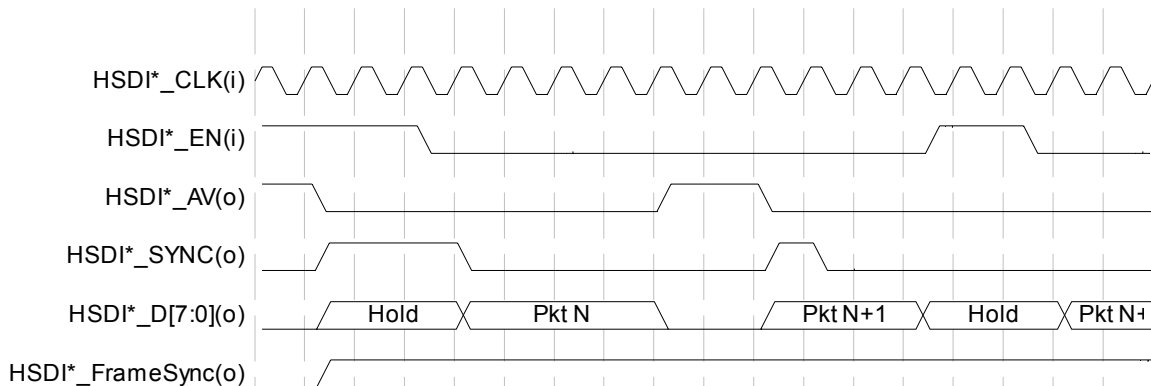 HSDI*_CLK(i)
HSDI*_EN(i)
HSDI*_AV(o)
HSDI*_SYNC(o)
HSDI*_D[7:0](o) Hold Pkt N Pkt N+1 Hold Pkt N+
HSDI*_FrameSync(o)